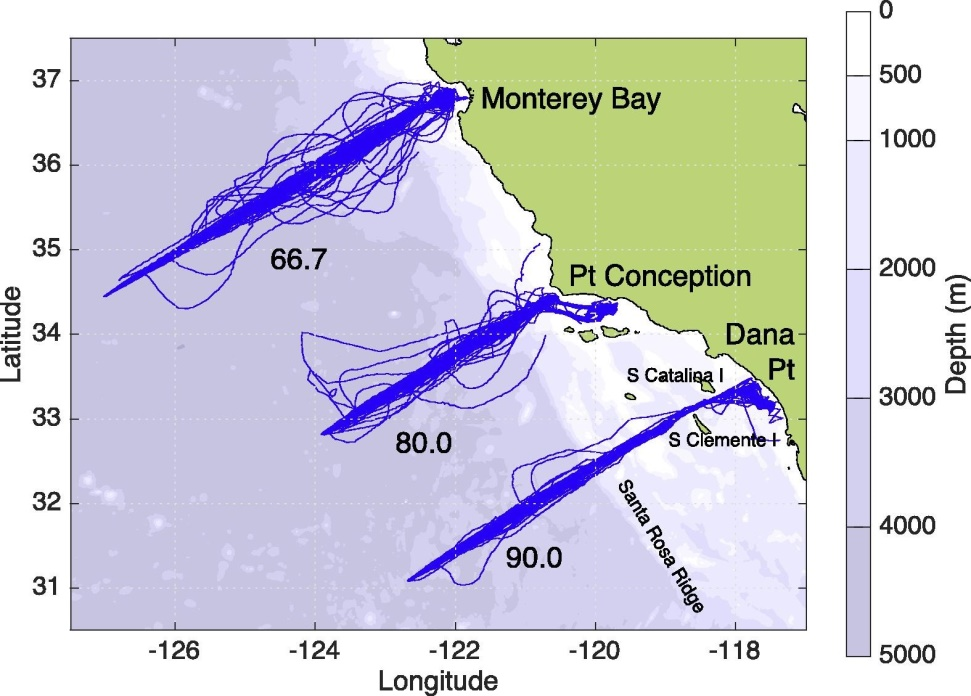 37
36
35
34
33
32
31
Latitude
-126
-124
-122
-120
-118
Longitude
Monterey Bay
66.7
Pt Conception
80.0
Dana
Pt
S Catalina I
S Clemente I
Santa Rosa Ridge
90.0
0
500
1000
2000
3000
4000
5000
Depth (m)